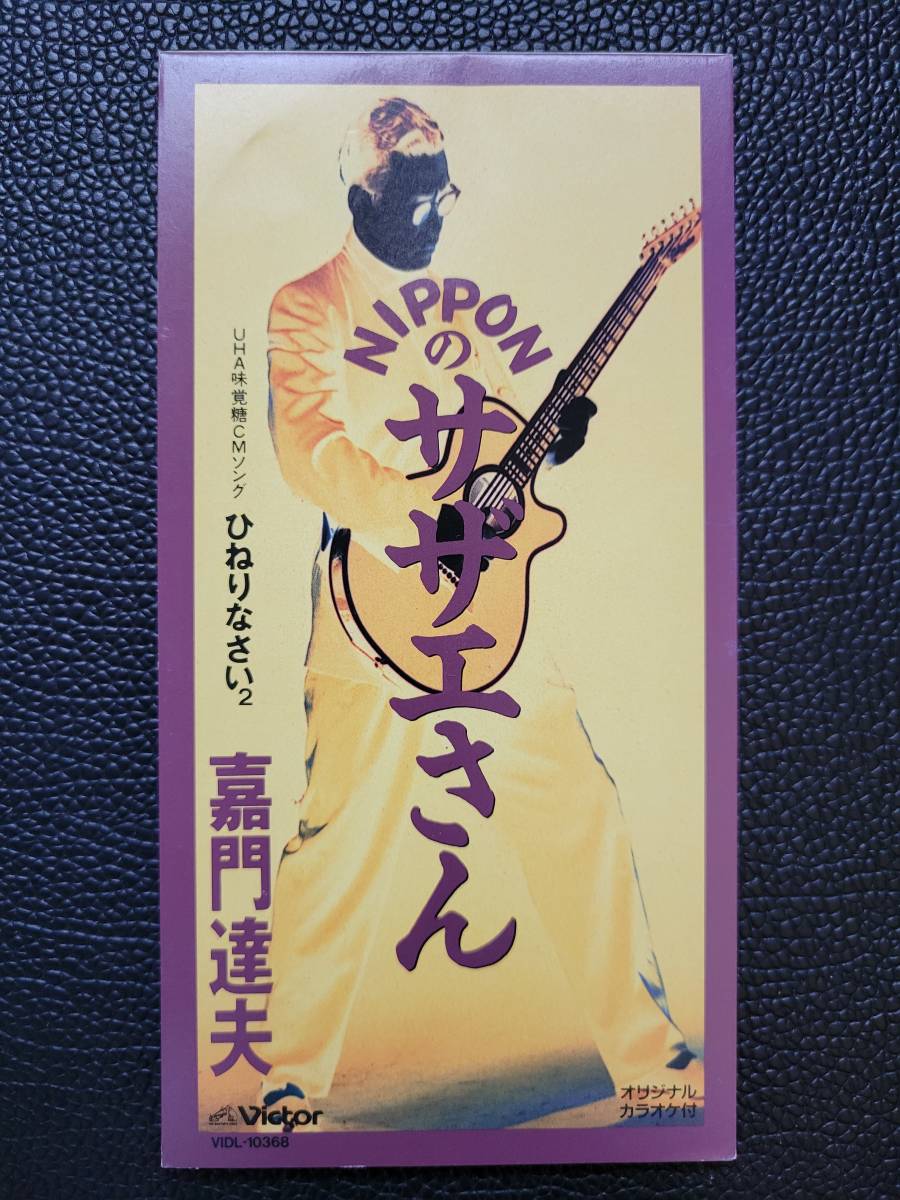 NIPPONの
サザエさん
UHA味覚糖CMソング
ひねりなさい2
嘉門達夫
Victor
VIDL-10368
オリジナル
カラオケ付